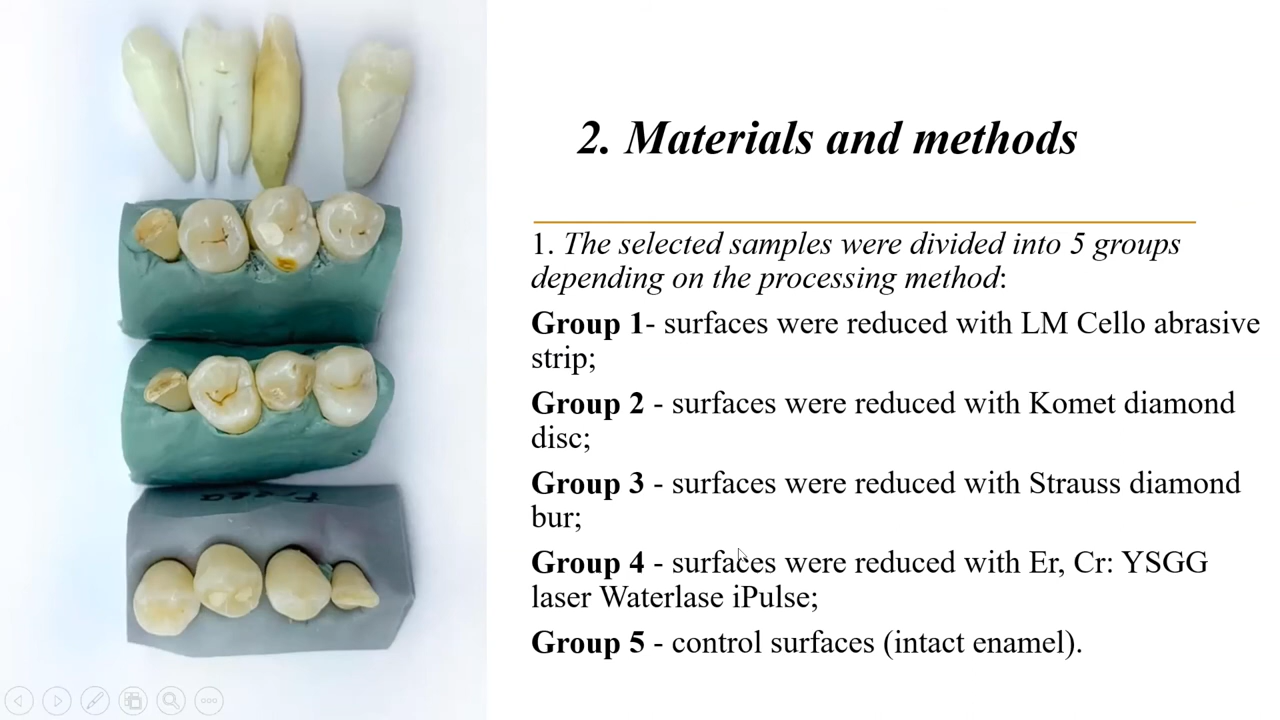 2. Materials and methods
1. The selected samples were divided into 5 groups
depending on the processing method:
Group 1- surfaces were reduced with LM Cello abrasive
strip;
Group 2 - surfaces were reduced with Komet diamond
disc;
Group 3 - surfaces were reduced with Strauss diamond
bur;
Group 4 - surfaces were reduced with Er, Cr: YSGG
laser Waterlase iPulse;
Group 5 - control surfaces (intact enamel).